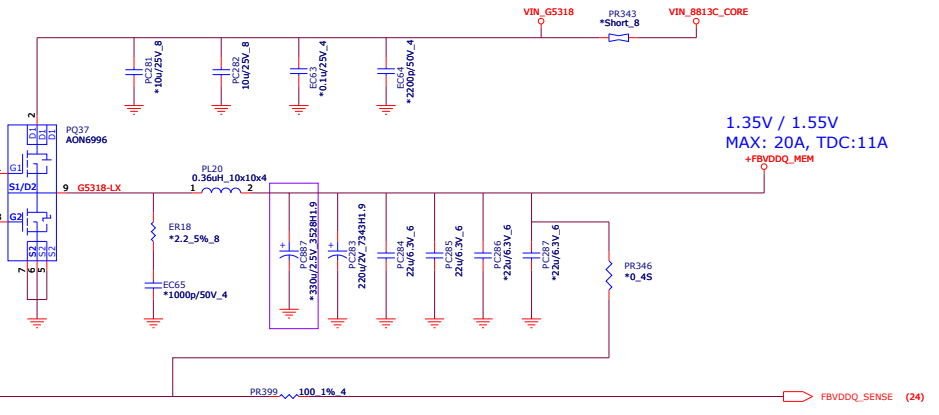 VIN_G5318
PR343
*Short_8
VIN_8813C_CORE
PC281
*10u/25V_8
PC282
10u/25V_8
EC63
*0.1u/25V_4
EC64
*2200p/50V_4
2
D1
D1
D1
PQ37
AON6996
G1
S1/D2
9
G5318-LX
G2
S2
S2
S2
7
6
5
PL20
0.36uH_10x10x4
1
2
1.35V / 1.55V
MAX: 20A, TDC:11A
+FBVDDQ_MEM
ER18
*2.2_5%_8
EC65
*1000p/50V_4
+
PC887
*330u/2.5V_3528H1.9
+
PC283
220u/2V_7343H1.9
PC284
22u/6.3V_6
PC285
22u/6.3V_6
PC286
*22u/6.3V_6
PC287
*22u/6.3V_6
PR346
*0_4S
PR399
100_1%_4
FBVDDQ_SENSE (24)